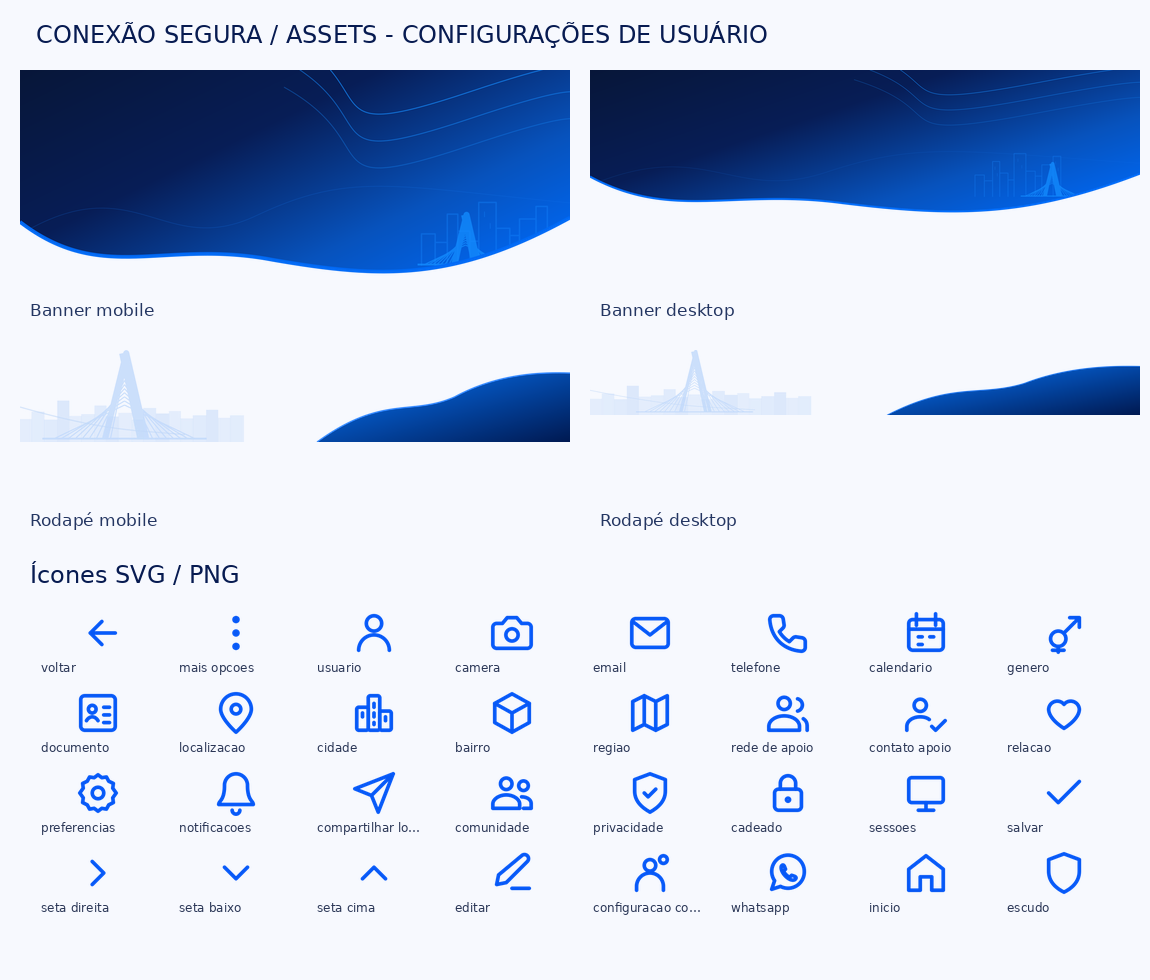 CONEXÃO SEGURA / ASSETS - CONFIGURAÇÕES DE USUÁRIO
Banner mobile
Banner desktop
Rodapé mobile
Rodapé desktop
Ícones SVG / PNG
voltar
mais opcoes
usuario
camera
email
telefone
calendario
genero
documento
localizacao
cidade
bairro
regiao
rede de apoio
contato apoio
relacao
preferencias
notificacoes
compartilhar lo...
comunidade
privacidade
cadeado
sessoes
salvar
seta direita
seta baixo
seta cima
editar
configuracao co...
whatsapp
inicio
escudo